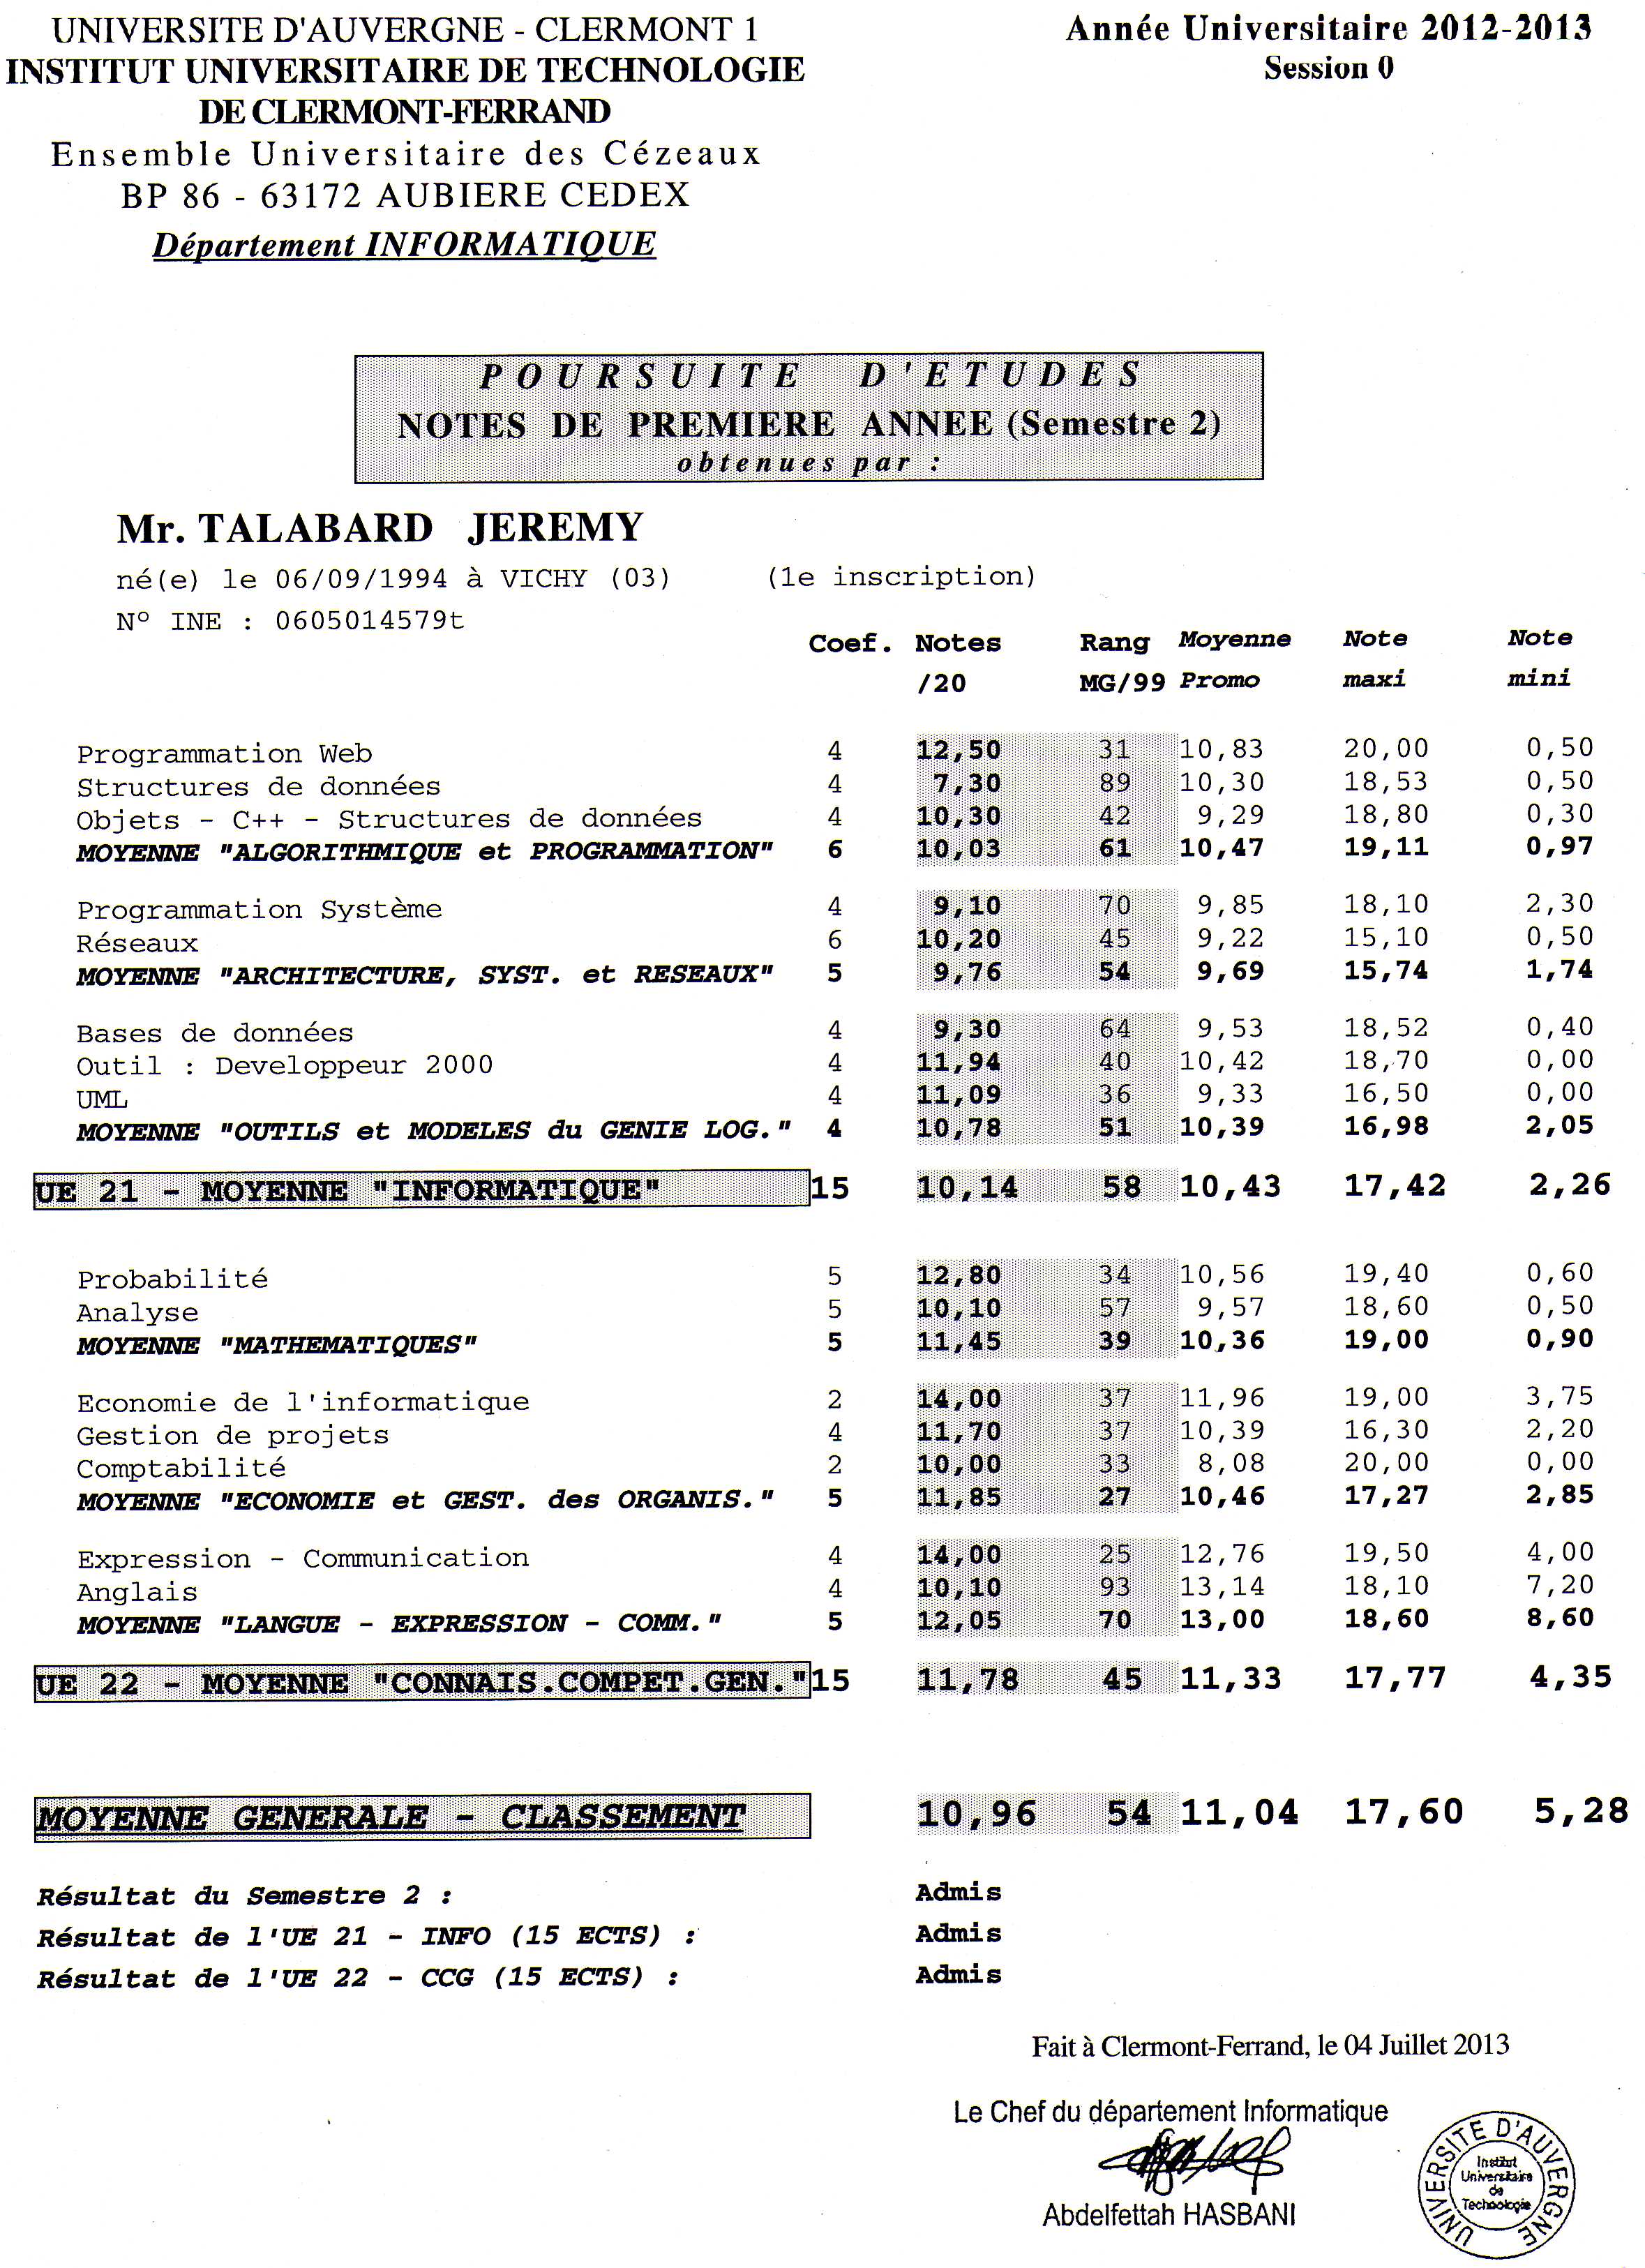 UNIVERSITE D'AUVERGNE - CLERMONT 1
INSTITUT UNIVERSITAIRE DE TECHNOLOGIE
DE CLERMONT-FERRAND
Ensemble Universitaire des Cézeaux
BP 86 - 63172 AUBIERE CEDEX
Département INFORMATIQUE
Année Universitaire 2012-2013
Session 0
POURSUITE D'ETUDES
NOTES DE PREMIERE ANNEE (Semestre 2)
obtenues par :
Mr. TALABARD JEREMY
né(e) le 06/09/1994 à VICHY (03) (1e inscription)
N° INE : 0605014579t
Coef. Notes Rang Moyenne Note Note
/20 MG/99 Promo maxi mini
Programmation Web 4 12,50 31 10,83 20,00 0,50
Structures de données 4 7,30 89 10,30 18,53 0,50
Objets - C++ - Structures de données 4 10,30 42 9,29 18,80 0,30
MOYENNE "ALGORITHMIQUE et PROGRAMMATION" 6 10,03 61 10,47 19,11 0,97
Programmation Système 4 9,10 70 9,85 18,10 2,30
Réseaux 6 10,20 45 9,22 15,10 0,50
MOYENNE "ARCHITECTURE, SYST. et RESEAUX" 5 9,76 54 9,69 15,74 1,74
Bases de données 4 9,30 64 9,53 18,52 0,40
Outil : Developpeur 2000 4 11,94 40 10,42 18,70 0,00
UML 4 11,09 36 9,33 16,50 0,00
MOYENNE "OUTILS et MODELES du GENIE LOG." 4 10,78 51 10,39 16,98 2,05
UE 21 - MOYENNE "INFORMATIQUE" 15 10,14 58 10,43 17,42 2,26
Probabilité 5 12,80 34 10,56 19,40 0,60
Analyse 5 10,10 57 9,57 18,60 0,50
MOYENNE "MATHEMATIQUES" 5 11,45 39 10,36 19,00 0,90
Economie de l'informatique 2 14,00 37 11,96 19,00 3,75
Gestion de projets 4 11,70 37 10,39 16,30 2,20
Comptabilité 2 10,00 33 8,08 20,00 0,00
MOYENNE "ECONOMIE et GEST. des ORGANIS." 5 11,85 27 10,46 17,27 2,85
Expression - Communication 4 14,00 25 12,76 19,50 4,00
Anglais 4 10,10 93 13,14 18,10 7,20
MOYENNE "LANGUE - EXPRESSION - COMM." 5 12,05 70 13,00 18,60 8,60
UE 22 - MOYENNE "CONNAIS.COMPET.GEN." 15 11,78 45 11,33 17,77 4,35
MOYENNE GENERALE - CLASSEMENT 10,96 54 11,04 17,60 5,28
Résultat du Semestre 2 : Admis
Résultat de l'UE 21 - INFO (15 ECTS) : Admis
Résultat de l'UE 22 - CCG (15 ECTS) : Admis
Fait à Clermont-Ferrand, le 04 Juillet 2013
Le Chef du département Informatique
Abdelfettah HASBANI
UNIVERSITE D'AUVERGNE
Institut
Universitaire
de
Technologie